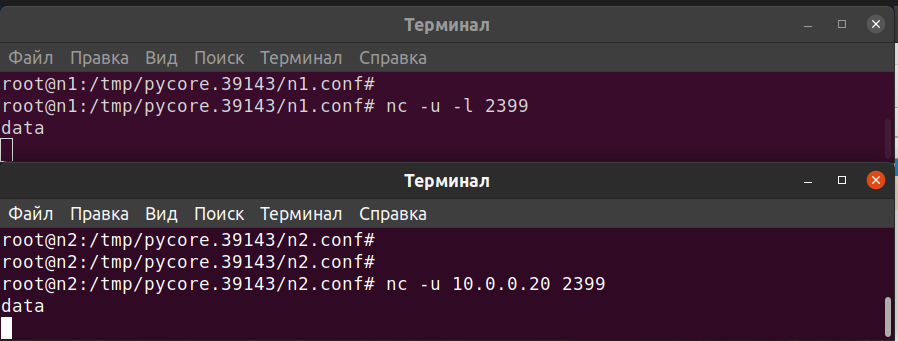 Терминал
Файл Правка Вид Поиск Терминал Справка
root@n1:/tmp/pycore.39143/n1.conf#
root@n1:/tmp/pycore.39143/n1.conf# nc -u -l 2399
data
Терминал
Файл Правка Вид Поиск Терминал Справка
root@n2:/tmp/pycore.39143/n2.conf#
root@n2:/tmp/pycore.39143/n2.conf#
root@n2:/tmp/pycore.39143/n2.conf# nc -u 10.0.0.20 2399
data